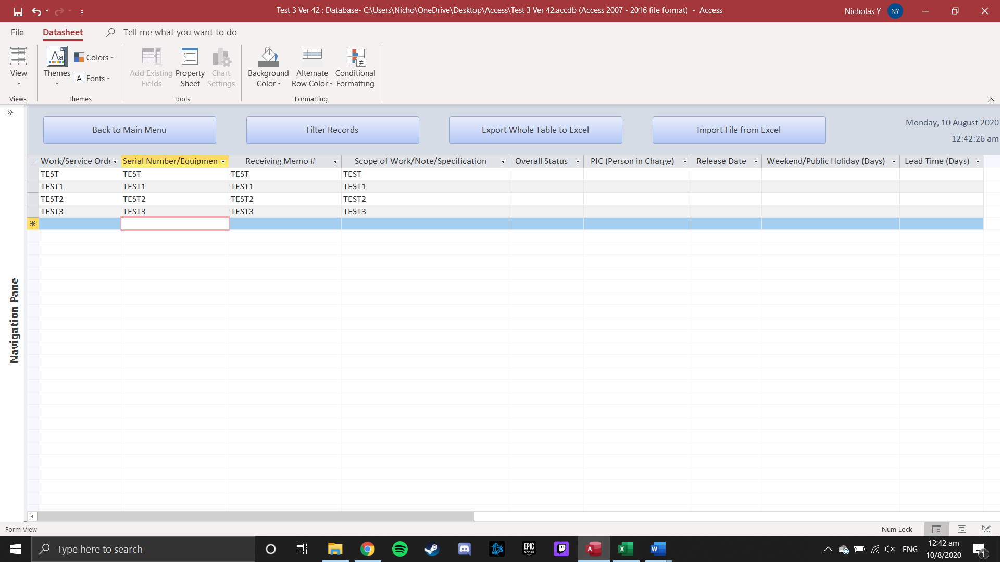 Test 3 Ver 42 : Database- C:\Users\Nicho\OneDrive\Desktop\Access\Test 3 Ver 42.accdb (Access 2007 - 2016 file format) - Access
Nicholas Y NY
File Datasheet Tell me what you want to do
View
Themes
Colors
Fonts
Add Existing Fields
Property Sheet
Chart Settings
Background Color
Alternate Row Color
Conditional Formatting
Views Themes Tools Formatting
Back to Main Menu Filter Records Export Whole Table to Excel Import File from Excel
Monday, 10 August 2020
12:42:26 am
Work/Service Orde Serial Number/Equipmen Receiving Memo # Scope of Work/Note/Specification Overall Status PIC (Person in Charge) Release Date Weekend/Public Holiday (Days) Lead Time (Days)
TEST TEST TEST TEST
TEST1 TEST1 TEST1 TEST1
TEST2 TEST2 TEST2 TEST2
TEST3 TEST3 TEST3 TEST3
Navigation Pane
Form View Num Lock
Type here to search
EPIC GAMES
A
X
W
ENG
12:42 am
10/8/2020
1